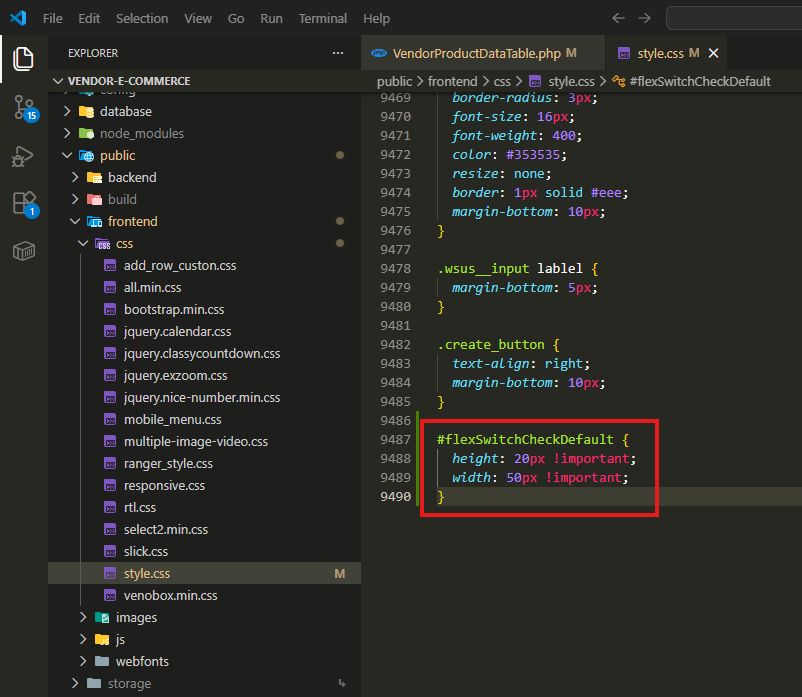 File Edit Selection View Go Run Terminal Help
EXPLORER
VendorProductDataTable.php M
style.css M
VENDOR-E-COMMERCE
public > frontend > css > style.css > #flexSwitchCheckDefault
config
database
node_modules
public
backend
build
frontend
css
add_row_custon.css
all.min.css
bootstrap.min.css
jquery.calendar.css
jquery.classycountdown.css
jquery.exzoom.css
jquery.nice-number.min.css
mobile_menu.css
multiple-image-video.css
ranger_style.css
responsive.css
rtl.css
select2.min.css
slick.css
style.css M
venobox.min.css
images
js
webfonts
storage
15
1
9469 border-radius: 3px;
9470 font-size: 16px;
9471 font-weight: 400;
9472 color: #353535;
9473 resize: none;
9474 border: 1px solid #eee;
9475 margin-bottom: 10px;
9476 }
9477
9478 .wsus__input lablel {
9479 margin-bottom: 5px;
9480 }
9481
9482 .create_button {
9483 text-align: right;
9484 margin-bottom: 10px;
9485 }
9486
9487 #flexSwitchCheckDefault {
9488 height: 20px !important;
9489 width: 50px !important;
9490 }